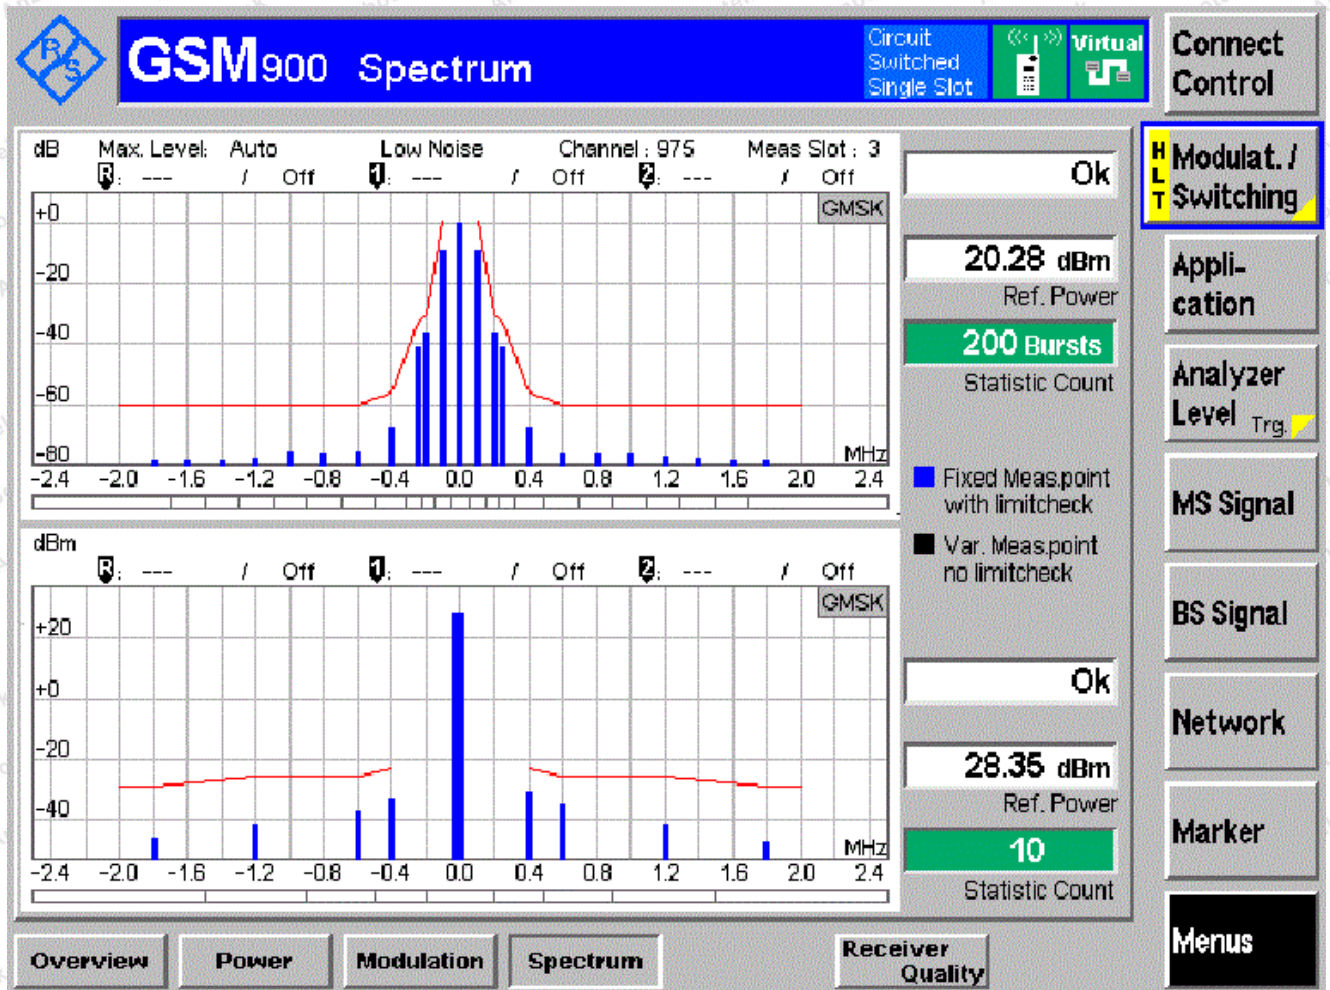 R&S
GSM900 Spectrum
Circuit
Switched
Single Slot
Virtual
Connect
Control
dB Max. Level: Auto Low Noise Channel : 975 Meas Slot : 3
R : --- / Off 1 : --- / Off 2 : --- / Off
GMSK
+0
-20
-40
-60
-80
MHz
-2.4 -2.0 -1.6 -1.2 -0.8 -0.4 0.0 0.4 0.8 1.2 1.6 2.0 2.4
Ok
20.28 dBm
Ref. Power
200 Bursts
Statistic Count
Fixed Meas.point
with limitcheck
Var. Meas.point
no limitcheck
dBm
R : --- / Off 1 : --- / Off 2 : --- / Off
GMSK
+20
+0
-20
-40
MHz
-2.4 -2.0 -1.6 -1.2 -0.8 -0.4 0.0 0.4 0.8 1.2 1.6 2.0 2.4
Ok
28.35 dBm
Ref. Power
10
Statistic Count
HLT
Modulat. /
Switching
Appli-
cation
Analyzer
Level Trg.
MS Signal
BS Signal
Network
Marker
Menus
Overview Power Modulation Spectrum
Receiver
Quality